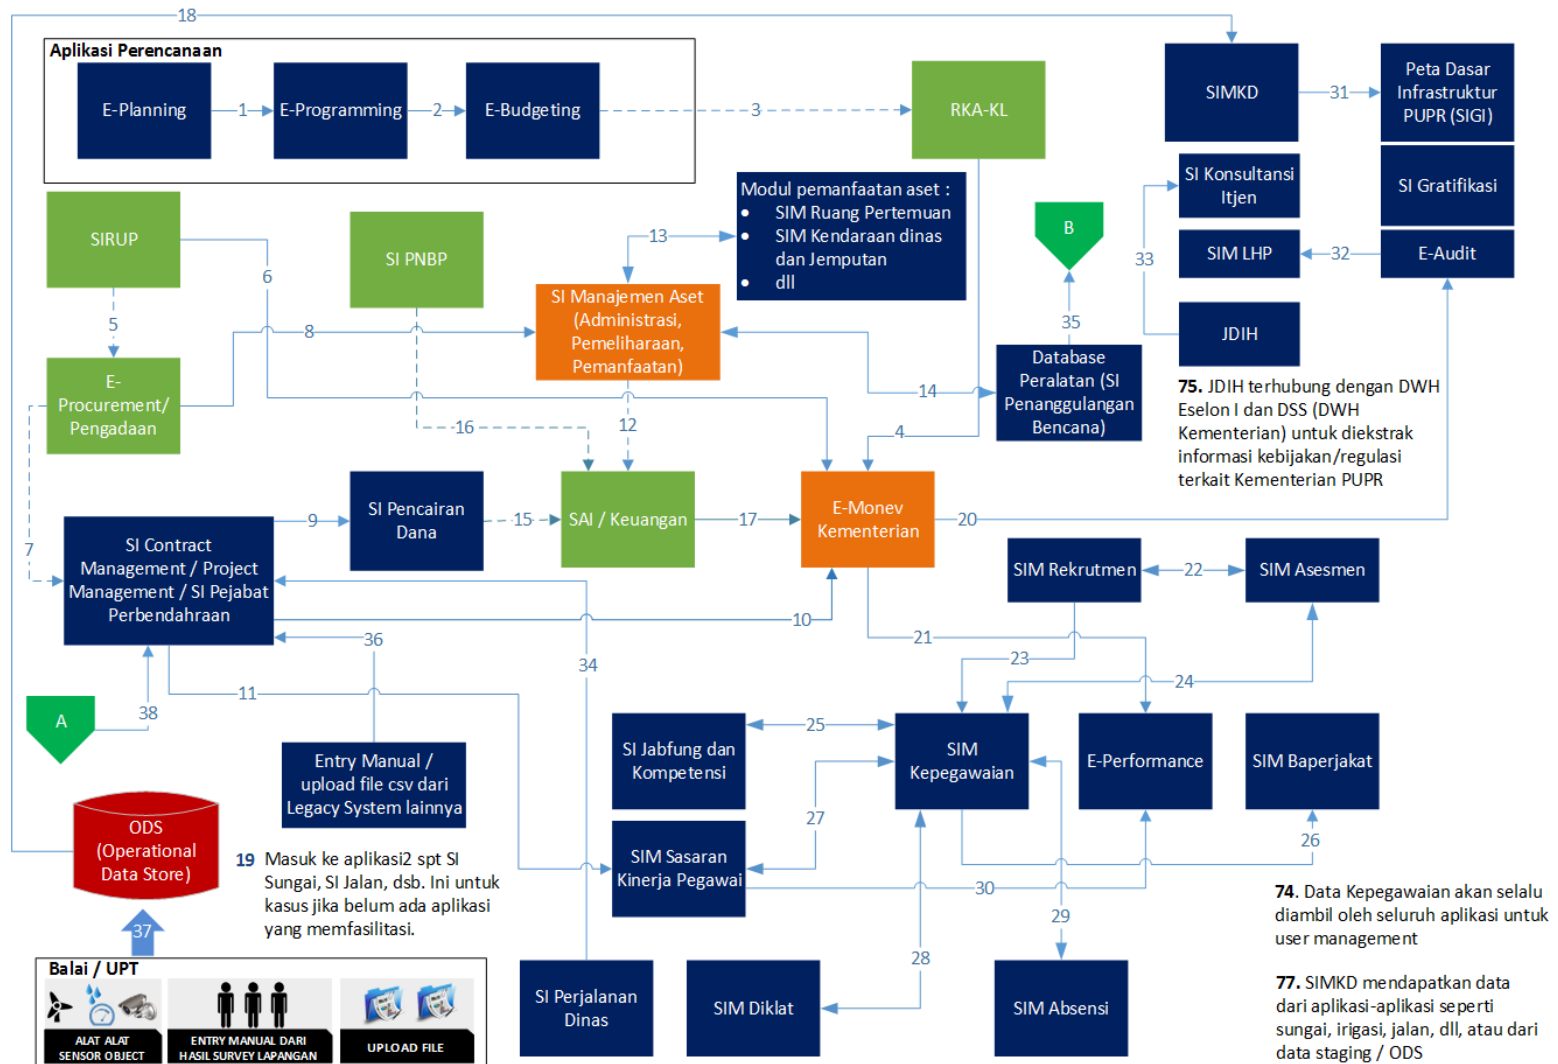 18
Aplikasi Perencanaan
E-Planning
1
E-Programming
2
E-Budgeting
3
RKA-KL
SIMKD
31
Peta Dasar
Infrastruktur
PUPR (SIGI)
SIRUP
6
5
SI PNBP
13
Modul pemanfaatan aset :
• SIM Ruang Pertemuan
• SIM Kendaraan dinas
dan Jemputan
• dll
B
35
SI Konsultansi
Itjen
SI Gratifikasi
33
SIM LHP
32
E-Audit
JDIH
SI Manajemen Aset
(Administrasi,
Pemeliharaan,
Pemanfaatan)
8
E-
Procurement/
Pengadaan
14
Database
Peralatan (SI
Penanggulangan
Bencana)
75. JDIH terhubung dengan DWH
Eselon I dan DSS (DWH
Kementerian) untuk diekstrak
informasi kebijakan/regulasi
terkait Kementerian PUPR
16
12
4
7
SI Contract
Management / Project
Management / SI Pejabat
Perbendahraan
9
SI Pencairan
Dana
15
SAI / Keuangan
17
E-Monev
Kementerian
20
SIM Rekrutmen
22
SIM Asesmen
10
36
34
21
23
24
11
A
38
Entry Manual /
upload file csv dari
Legacy System lainnya
SI Jabfung dan
Kompetensi
25
SIM
Kepegawaian
E-Performance
SIM Baperjakat
27
26
ODS
(Operational
Data Store)
19 Masuk ke aplikasi2 spt SI
Sungai, SI Jalan, dsb. Ini untuk
kasus jika belum ada aplikasi
yang memfasilitasi.
SIM Sasaran
Kinerja Pegawai
30
29
28
37
74. Data Kepegawaian akan selalu
diambil oleh seluruh aplikasi untuk
user management
Balai / UPT
ALAT ALAT
SENSOR OBJECT
ENTRY MANUAL DARI
HASIL SURVEY LAPANGAN
UPLOAD FILE
SI Perjalanan
Dinas
SIM Diklat
SIM Absensi
77. SIMKD mendapatkan data
dari aplikasi-aplikasi seperti
sungai, irigasi, jalan, dll, atau dari
data staging / ODS